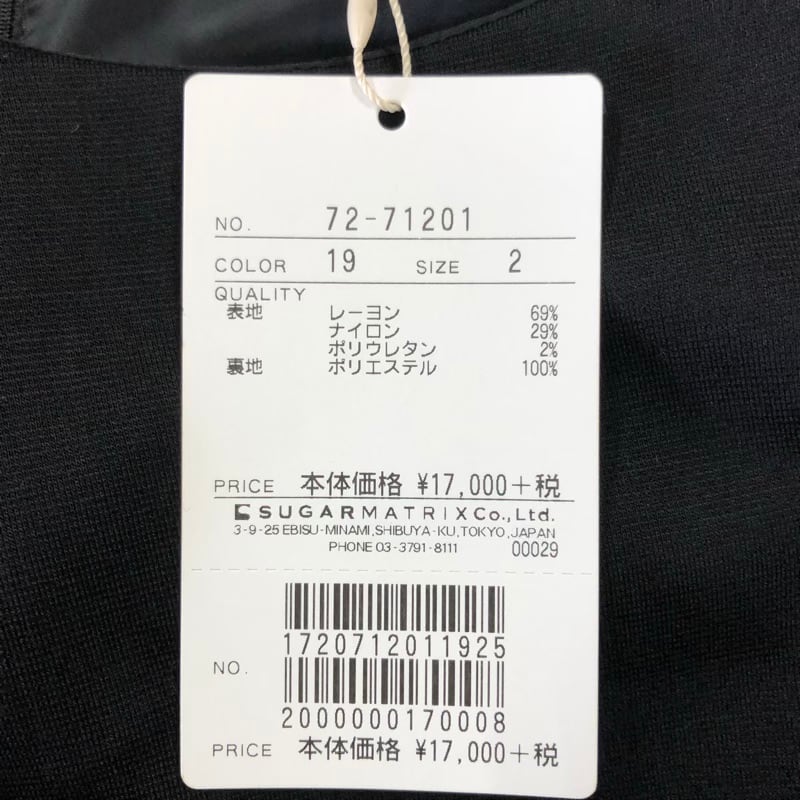 NO. 72-71201
COLOR 19 SIZE 2
QUALITY
表地 レーヨン 69%
ナイロン 29%
ポリウレタン 2%
裏地 ポリエステル 100%
PRICE 本体価格 ¥17,000+税
SUGARMATRIX Co., Ltd.
3-9-25 EBISU-MINAMI, SHIBUYA-KU, TOKYO, JAPAN
PHONE 03-3791-8111 00029
1720712011925
NO.
2000000170008
PRICE 本体価格 ¥17,000+税